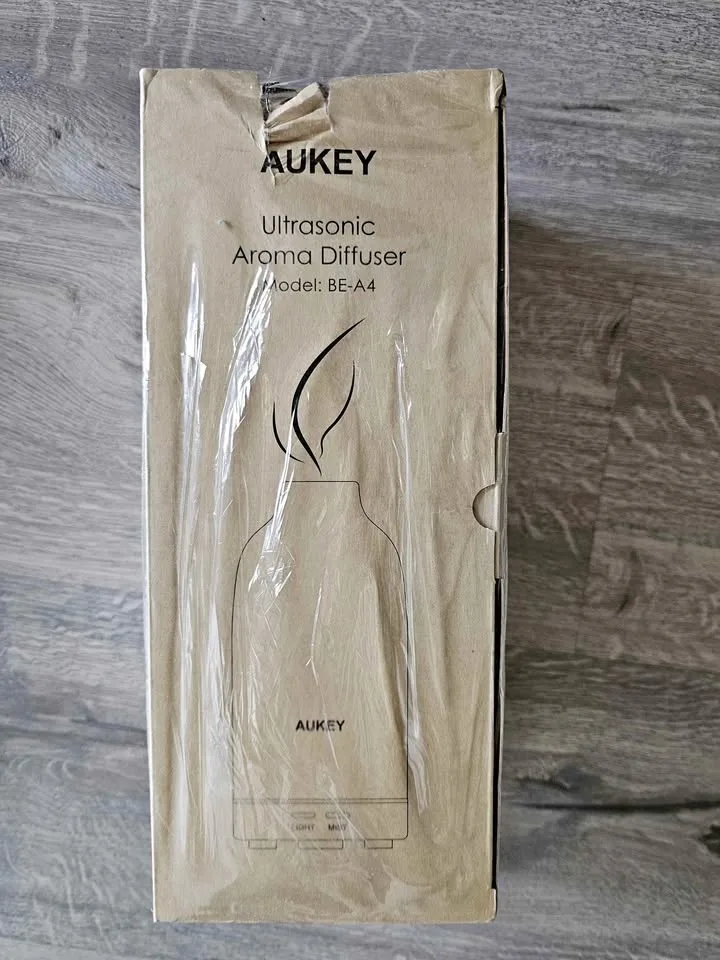 AUKEY
Ultrasonic
Aroma Diffuser
Model: BE-A4
AUKEY
LIGHT MIST